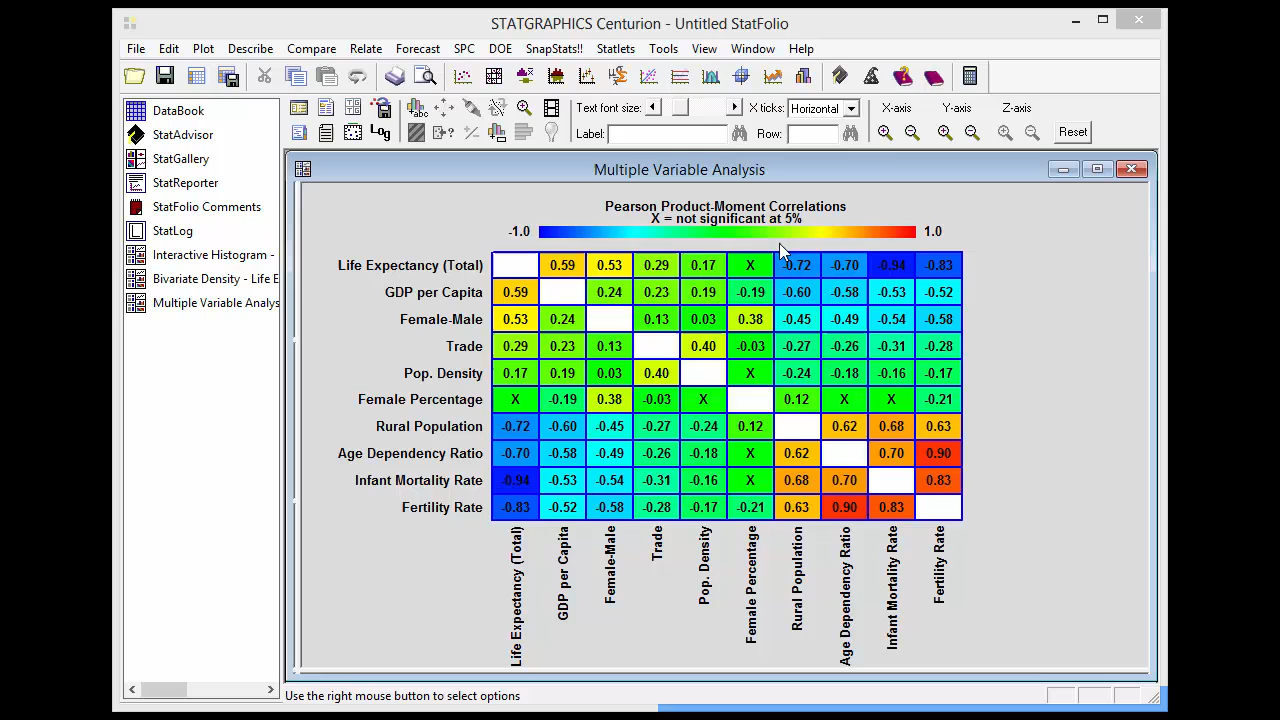 STATGRAPHICS Centurion - Untitled StatFolio
File Edit Plot Describe Compare Relate Forecast SPC DOE SnapStats!! Statlets Tools View Window Help
Text font size: X ticks: Horizontal X-axis Y-axis Z-axis
Log Label: Row: Reset
DataBook
StatAdvisor
StatGallery
StatReporter
StatFolio Comments
StatLog
Interactive Histogram -
Bivariate Density - Life E
Multiple Variable Analys
Multiple Variable Analysis
Pearson Product-Moment Correlations
X = not significant at 5%
-1.0 1.0
Life Expectancy (Total) 0.59 0.53 0.29 0.17 X -0.72 -0.70 -0.94 -0.83
GDP per Capita 0.59 0.24 0.23 0.19 -0.19 -0.60 -0.58 -0.53 -0.52
Female-Male 0.53 0.24 0.13 0.03 0.38 -0.45 -0.49 -0.54 -0.58
Trade 0.29 0.23 0.13 0.40 -0.03 -0.27 -0.26 -0.31 -0.28
Pop. Density 0.17 0.19 0.03 0.40 X -0.24 -0.18 -0.16 -0.17
Female Percentage X -0.19 0.38 -0.03 X 0.12 X X -0.21
Rural Population -0.72 -0.60 -0.45 -0.27 -0.24 0.12 0.62 0.68 0.63
Age Dependency Ratio -0.70 -0.58 -0.49 -0.26 -0.18 X 0.62 0.70 0.90
Infant Mortality Rate -0.94 -0.53 -0.54 -0.31 -0.16 X 0.68 0.70 0.83
Fertility Rate -0.83 -0.52 -0.58 -0.28 -0.17 -0.21 0.63 0.90 0.83
Life Expectancy (Total)
GDP per Capita
Female-Male
Trade
Pop. Density
Female Percentage
Rural Population
Age Dependency Ratio
Infant Mortality Rate
Fertility Rate
Use the right mouse button to select options